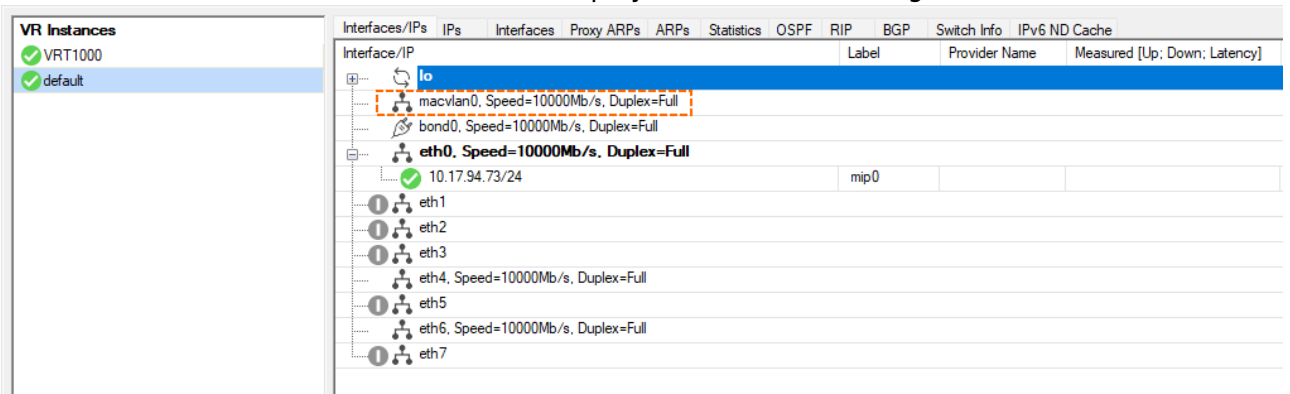 VR Instances
VRT1000
default
Interfaces/IPs IPs Interfaces Proxy ARPs ARPs Statistics OSPF RIP BGP Switch Info IPv6 ND Cache
Interface/IP Label Provider Name Measured [Up; Down; Latency]
lo
macvlan0, Speed=10000Mb/s, Duplex=Full
bond0, Speed=10000Mb/s, Duplex=Full
eth0, Speed=10000Mb/s, Duplex=Full
10.17.94.73/24 mip0
eth1
eth2
eth3
eth4, Speed=10000Mb/s, Duplex=Full
eth5
eth6, Speed=10000Mb/s, Duplex=Full
eth7